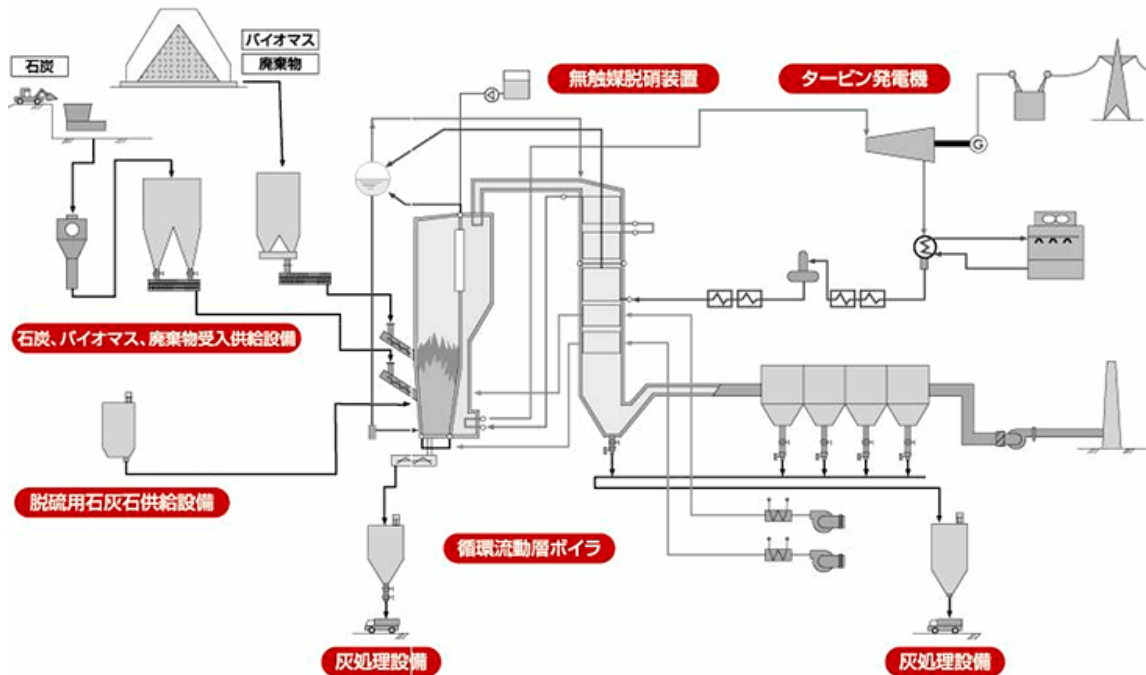 石炭
バイオマス
廃棄物
無触媒脱硝装置
タービン発電機
G
石炭、バイオマス、廃棄物受入供給設備
脱硫用石灰石供給設備
循環流動層ボイラ
灰処理設備
灰処理設備